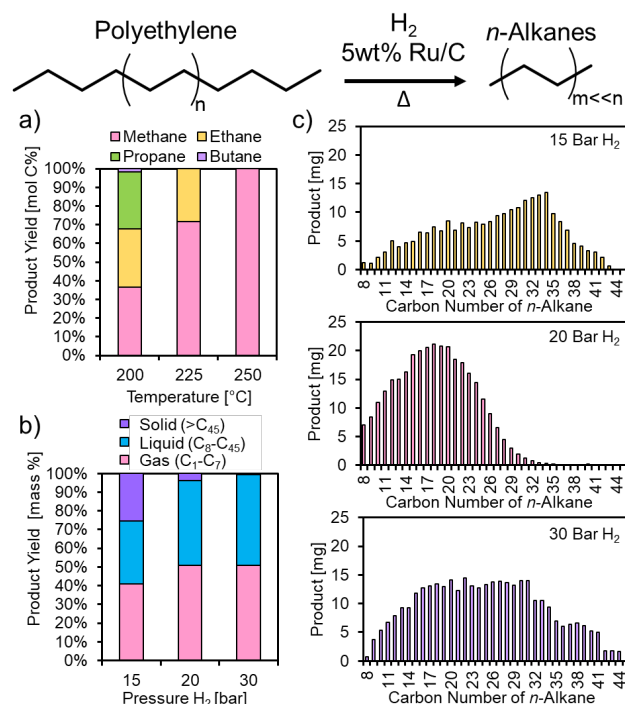 Polyethylene
H2
5wt% Ru/C
Δ
n-Alkanes
n
m<<n
a)
Methane Ethane
Propane Butane
Product Yield [mol C%]
100%
90%
80%
70%
60%
50%
40%
30%
20%
10%
0%
200 225 250
Temperature [°C]
b)
Solid (>C45)
Liquid (C8-C45)
Gas (C1-C7)
Product Yield [mass %]
100%
90%
80%
70%
60%
50%
40%
30%
20%
10%
0%
15 20 30
Pressure H2 [bar]
c)
15 Bar H2
Product [mg]
25
20
15
10
5
0
8 11 14 17 20 23 26 29 32 35 38 41 44
Carbon Number of n-Alkane
20 Bar H2
Product [mg]
25
20
15
10
5
0
8 11 14 17 20 23 26 29 32 35 38 41 44
Carbon Number of n-Alkane
30 Bar H2
Product [mg]
25
20
15
10
5
0
8 11 14 17 20 23 26 29 32 35 38 41 44
Carbon Number of n-Alkane